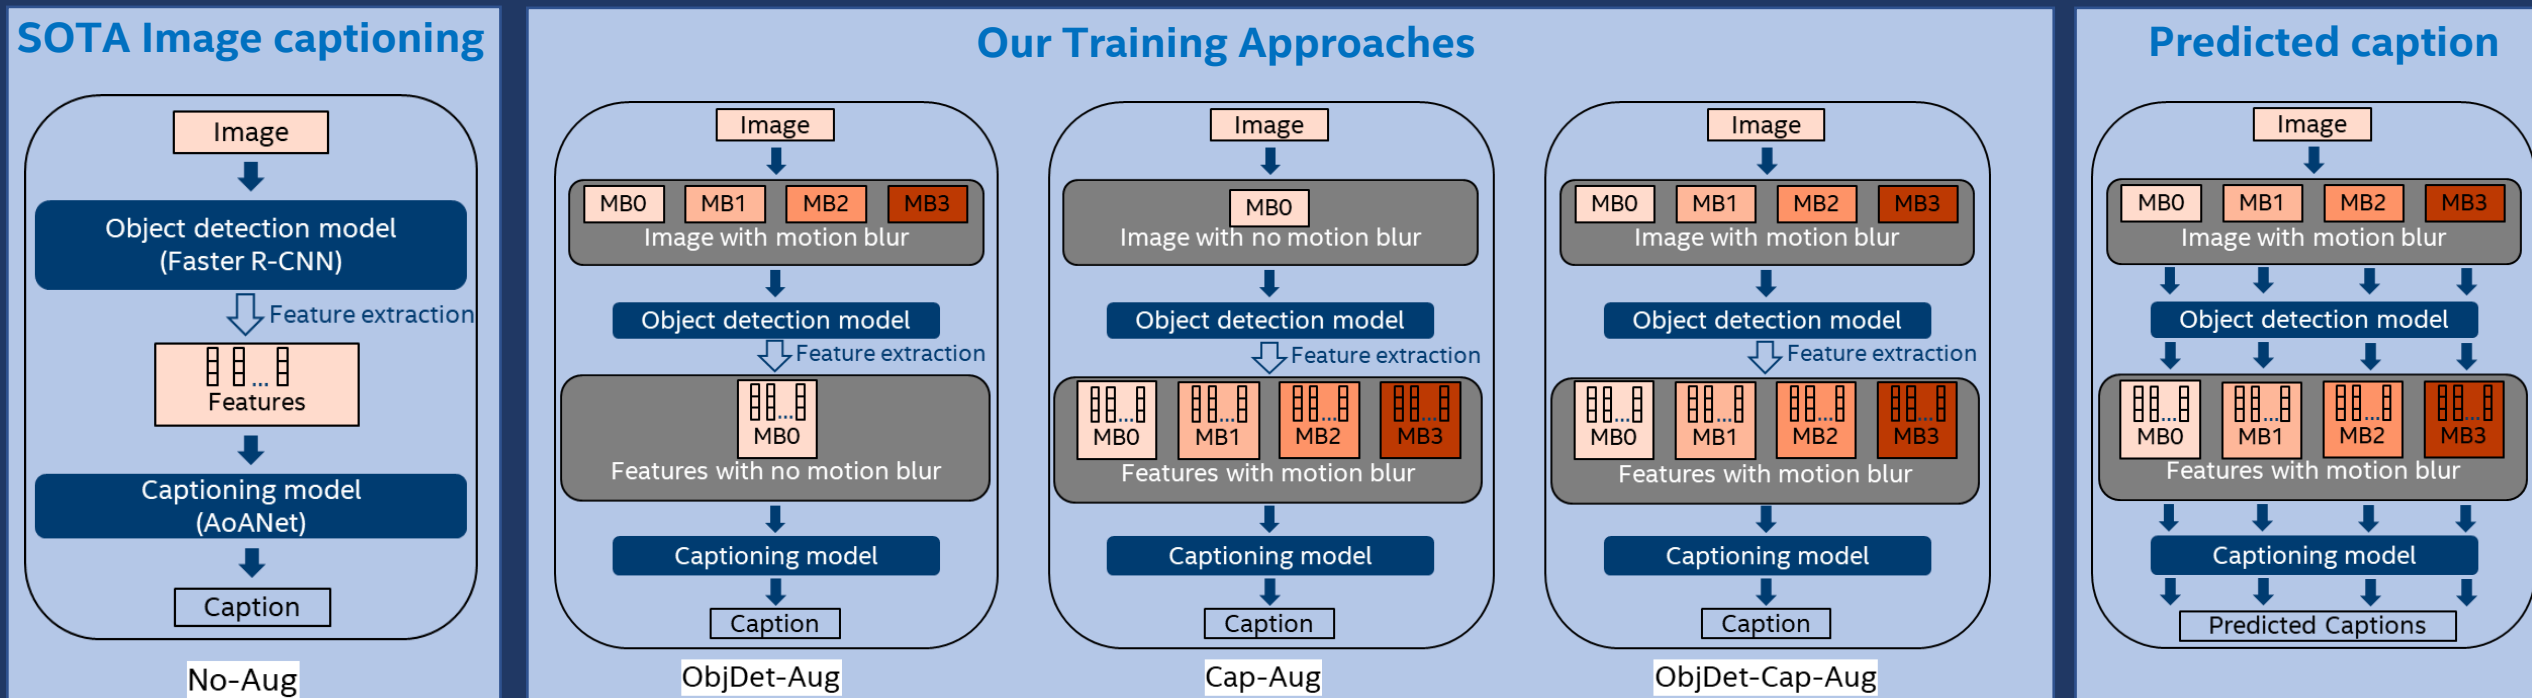 SOTA Image captioning
Image
Object detection model
(Faster R-CNN)
Feature extraction
...
Features
Captioning model
(AoANet)
Caption
No-Aug
Our Training Approaches
Image
MB0 MB1 MB2 MB3
Image with motion blur
Object detection model
Feature extraction
...
MB0
Features with no motion blur
Captioning model
Caption
ObjDet-Aug
Image
MB0
Image with no motion blur
Object detection model
Feature extraction
... ... ... ...
MB0 MB1 MB2 MB3
Features with motion blur
Captioning model
Caption
Cap-Aug
Image
MB0 MB1 MB2 MB3
Image with motion blur
Object detection model
Feature extraction
... ... ... ...
MB0 MB1 MB2 MB3
Features with motion blur
Captioning model
Caption
ObjDet-Cap-Aug
Predicted caption
Image
MB0 MB1 MB2 MB3
Image with motion blur
Object detection model
... ... ... ...
MB0 MB1 MB2 MB3
Features with motion blur
Captioning model
Predicted Captions